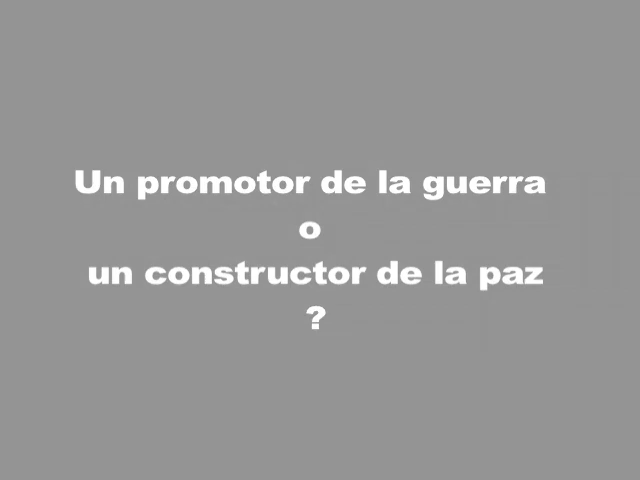 Un promotor de la guerra
o
un constructor de la paz
?